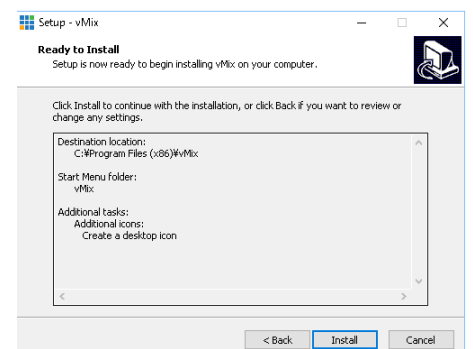 Setup - vMix
Ready to Install
Setup is now ready to begin installing vMix on your computer.
Click Install to continue with the installation, or click Back if you want to review or
change any settings.
Destination location:
C:¥Program Files (x86)¥vMix
Start Menu folder:
vMix
Additional tasks:
Additional icons:
Create a desktop icon
< Back
Install
Cancel